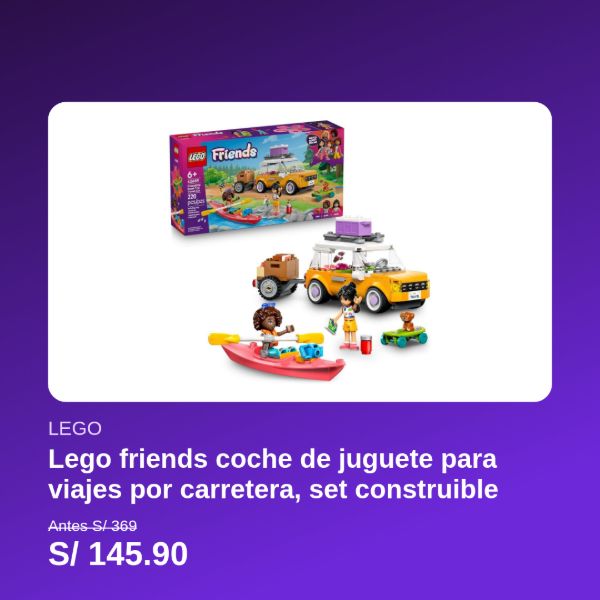 LEGO
Friends
6+
220
LEGO
Lego friends coche de juguete para
viajes por carretera, set construible
Antes S/ 369
S/ 145.90